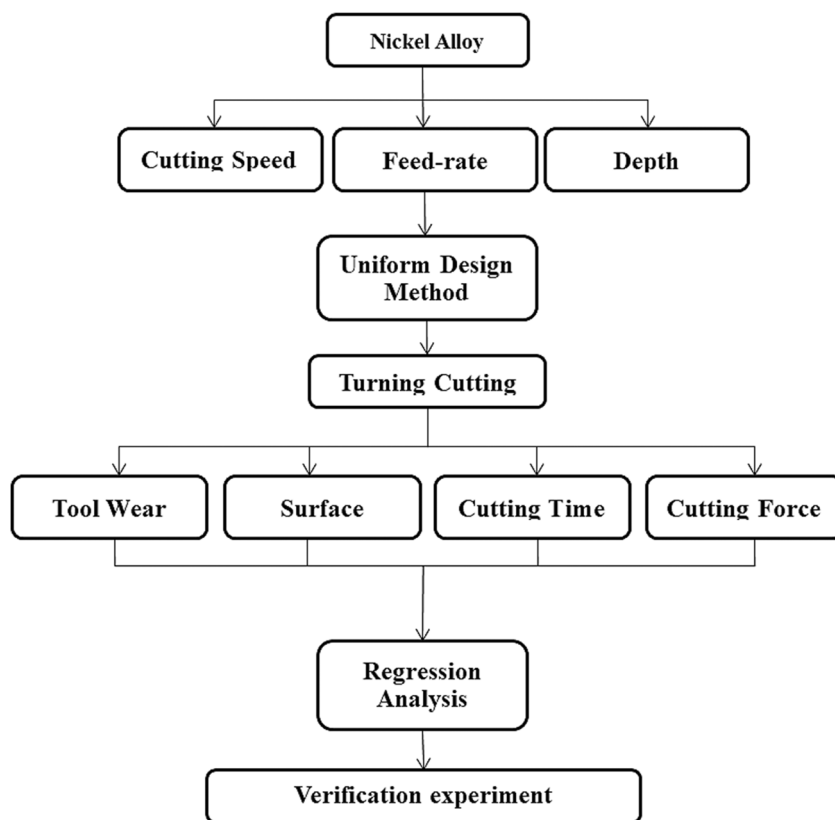 Nickel Alloy
Cutting Speed
Feed-rate
Depth
Uniform Design
Method
Turning Cutting
Tool Wear
Surface
Cutting Time
Cutting Force
Regression
Analysis
Verification experiment